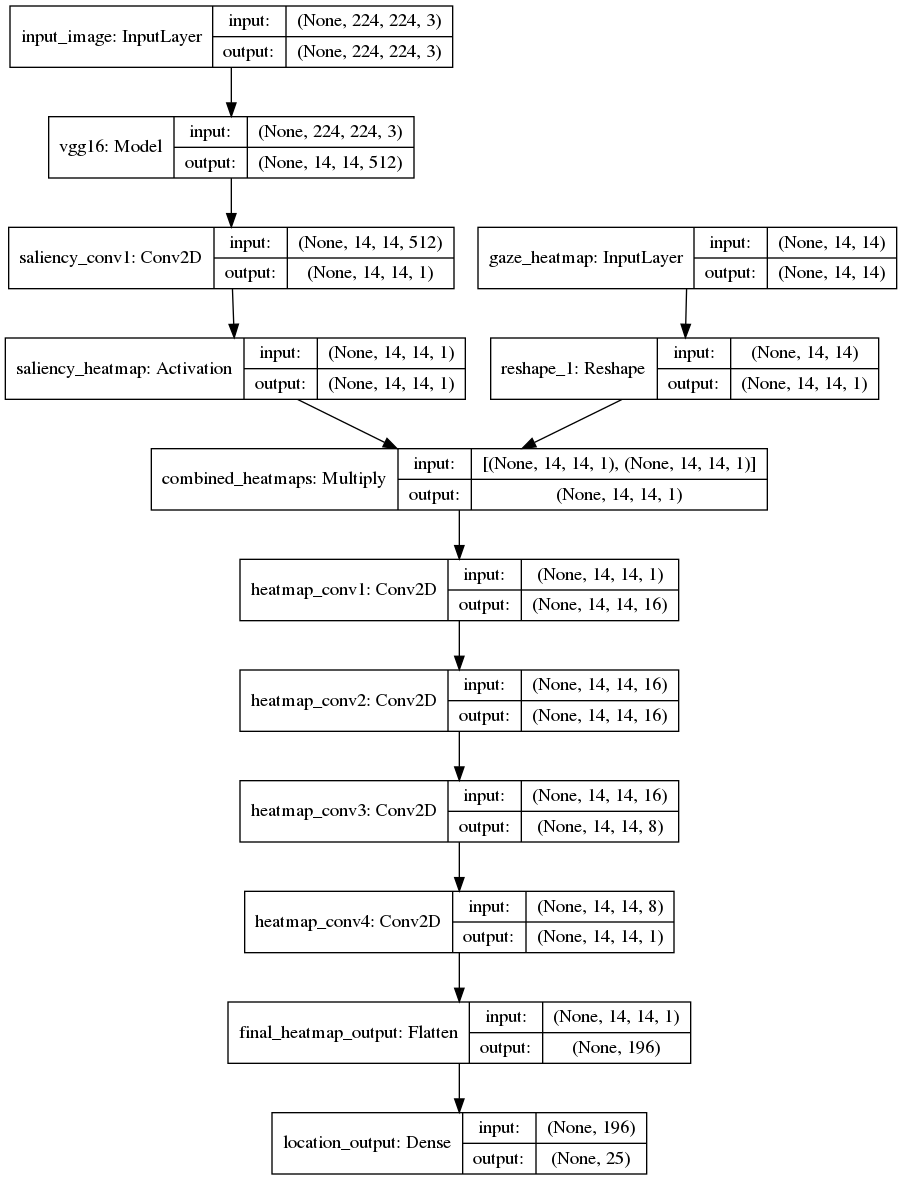 input_image: InputLayer
input:
(None, 224, 224, 3)
output:
(None, 224, 224, 3)
vgg16: Model
input:
(None, 224, 224, 3)
output:
(None, 14, 14, 512)
saliency_conv1: Conv2D
input:
(None, 14, 14, 512)
output:
(None, 14, 14, 1)
gaze_heatmap: InputLayer
input:
(None, 14, 14)
output:
(None, 14, 14)
saliency_heatmap: Activation
input:
(None, 14, 14, 1)
output:
(None, 14, 14, 1)
reshape_1: Reshape
input:
(None, 14, 14)
output:
(None, 14, 14, 1)
combined_heatmaps: Multiply
input:
[(None, 14, 14, 1), (None, 14, 14, 1)]
output:
(None, 14, 14, 1)
heatmap_conv1: Conv2D
input:
(None, 14, 14, 1)
output:
(None, 14, 14, 16)
heatmap_conv2: Conv2D
input:
(None, 14, 14, 16)
output:
(None, 14, 14, 16)
heatmap_conv3: Conv2D
input:
(None, 14, 14, 16)
output:
(None, 14, 14, 8)
heatmap_conv4: Conv2D
input:
(None, 14, 14, 8)
output:
(None, 14, 14, 1)
final_heatmap_output: Flatten
input:
(None, 14, 14, 1)
output:
(None, 196)
location_output: Dense
input:
(None, 196)
output:
(None, 25)